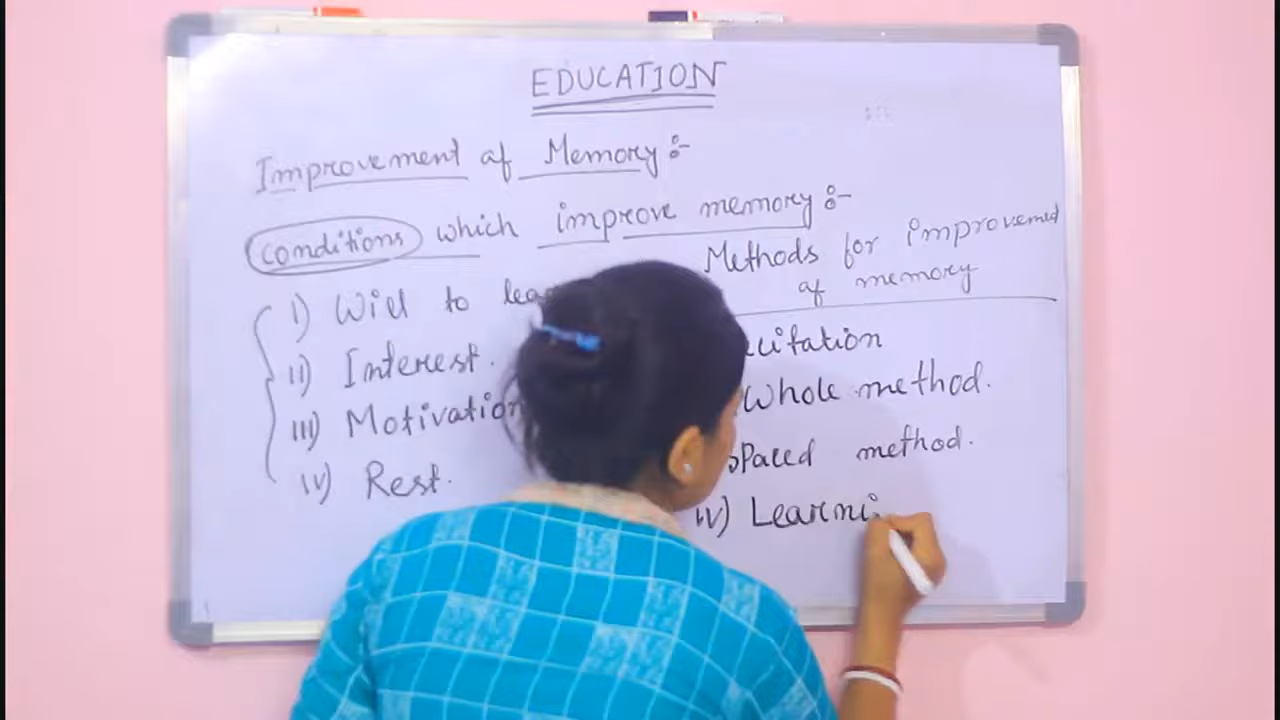 EDUCATION
Improvement of Memory :-
Conditions which improve memory :-
I) Will to
II) Interest.
III) Motivation
IV) Rest.
Methods for improvement
of memory
Whole method.
Spaced method.
IV) Learni